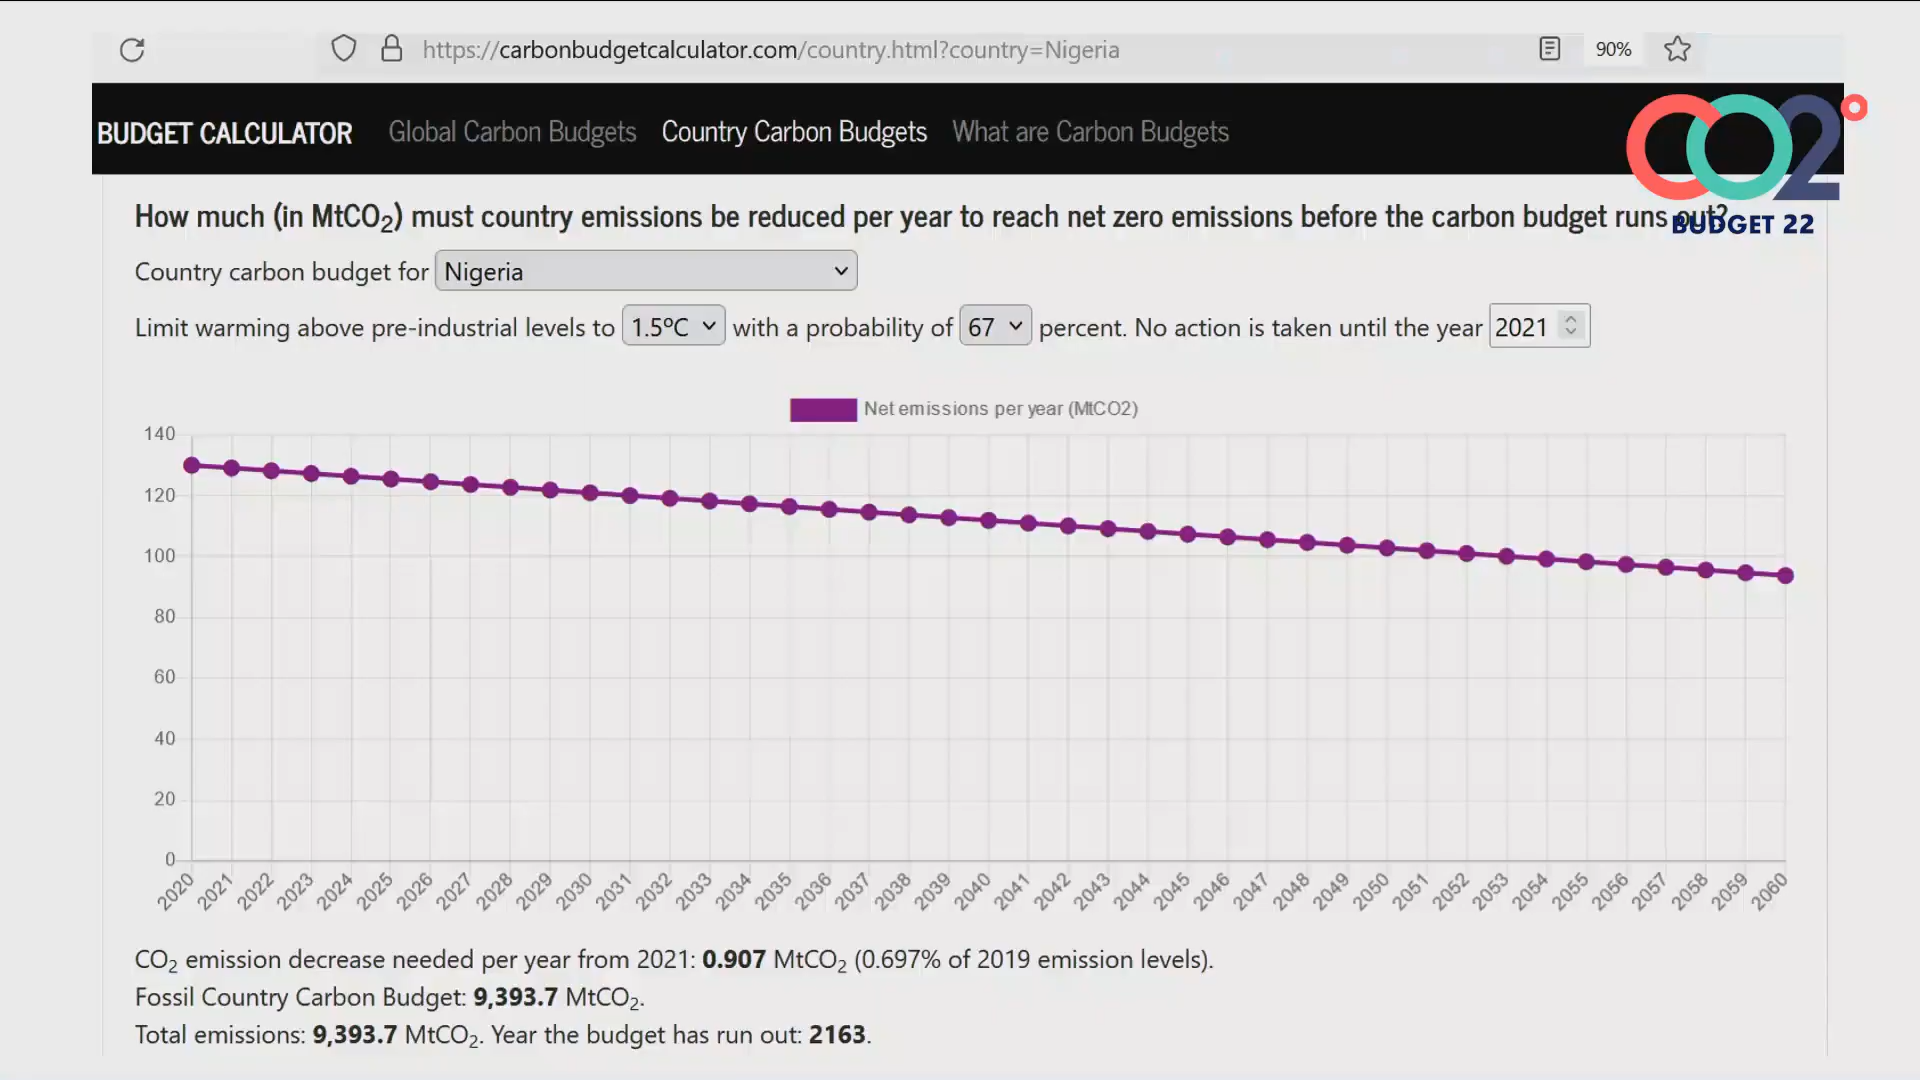 https://carbonbudgetcalculator.com/country.html?country=Nigeria 90%
BUDGET CALCULATOR Global Carbon Budgets Country Carbon Budgets What are Carbon Budgets
CO2°
BUDGET 22
How much (in MtCO₂) must country emissions be reduced per year to reach net zero emissions before the carbon budget runs out?
Country carbon budget for Nigeria
Limit warming above pre-industrial levels to 1.5ºC with a probability of 67 percent. No action is taken until the year 2021
Net emissions per year (MtCO2)
140
120
100
80
60
40
20
0
2020 2021 2022 2023 2024 2025 2026 2027 2028 2029 2030 2031 2032 2033 2034 2035 2036 2037 2038 2039 2040 2041 2042 2043 2044 2045 2046 2047 2048 2049 2050 2051 2052 2053 2054 2055 2056 2057 2058 2059 2060
CO₂ emission decrease needed per year from 2021: 0.907 MtCO₂ (0.697% of 2019 emission levels).
Fossil Country Carbon Budget: 9,393.7 MtCO₂.
Total emissions: 9,393.7 MtCO₂. Year the budget has run out: 2163.